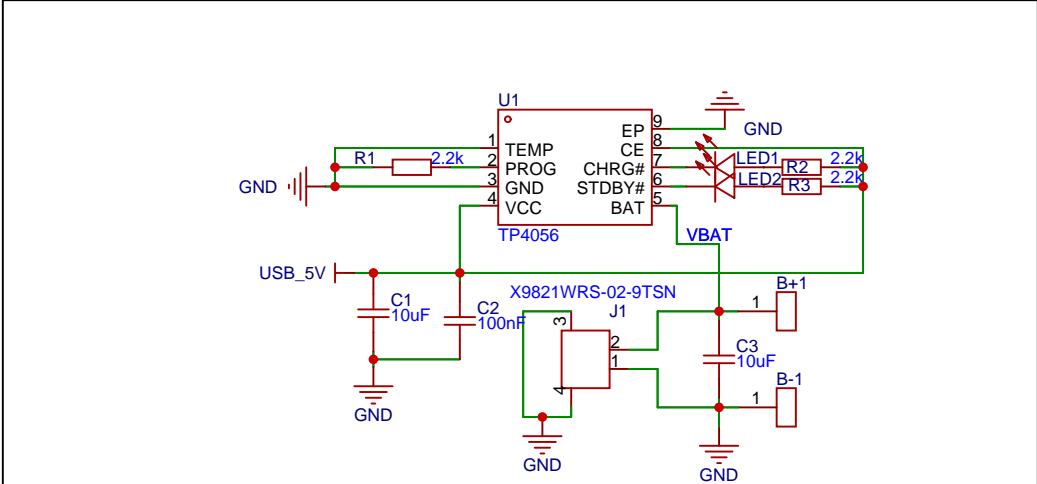 U1
GND
EP 9
1 TEMP
CE 8
R1 2.2k
2 PROG
CHRG# 7
LED1 R2 2.2k
GND
3 GND
STDBY# 6
LED2 R3 2.2k
4 VCC
BAT 5
TP4056
VBAT
USB_5V
X9821WRS-02-9TSN
B+1
C1
10uF
C2
100nF
J1
1
3
2
1
4
C3
10uF
B-1
1
GND
GND
GND